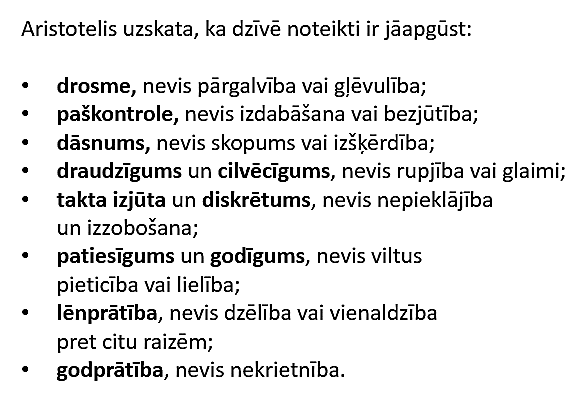 Aristotelis uzskata, ka dzīvē noteikti ir jāapgūst:
• drosme, nevis pārgalvība vai gļēvulība;
• paškontrole, nevis izdabāšana vai bezjūtība;
• dāsnums, nevis skopums vai izšķērdība;
• draudzīgums un cilvēcīgums, nevis rupjība vai glaimi;
• takta izjūta un diskrētums, nevis nepieklājība
un izzobošana;
• patiesīgums un godīgums, nevis viltus
pieticība vai lielība;
• lēnprātība, nevis dzēlība vai vienaldzība
pret citu raizēm;
• godprātība, nevis nekrietnība.